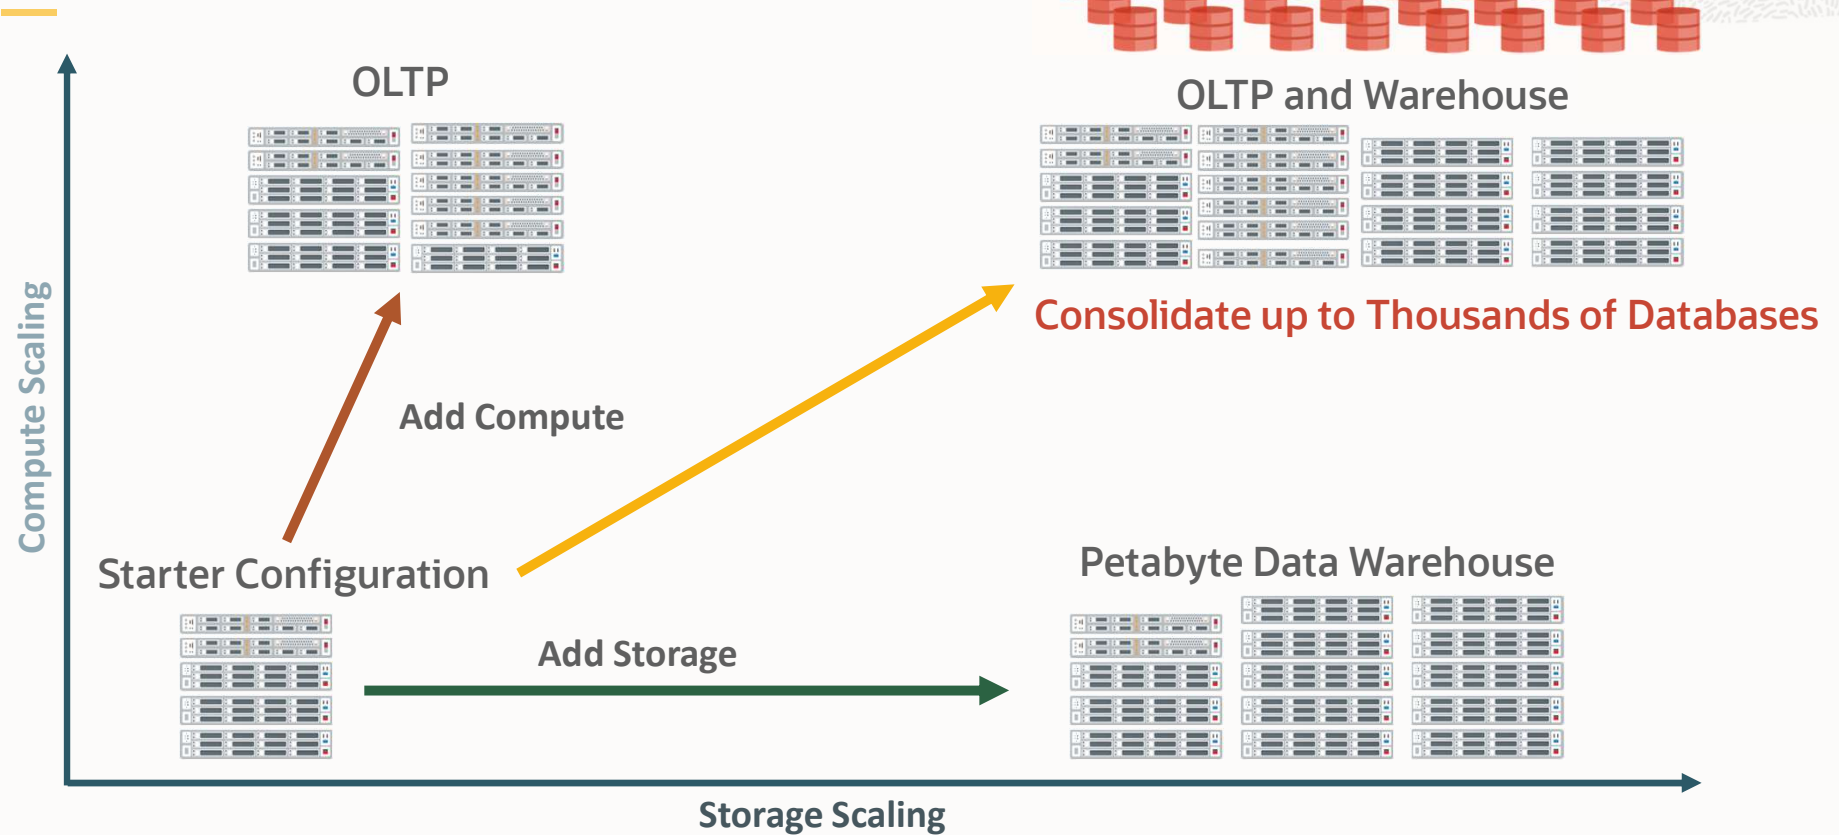 OLTP
OLTP and Warehouse
Consolidate up to Thousands of Databases
Compute Scaling
Add Compute
Starter Configuration
Petabyte Data Warehouse
Add Storage
Storage Scaling